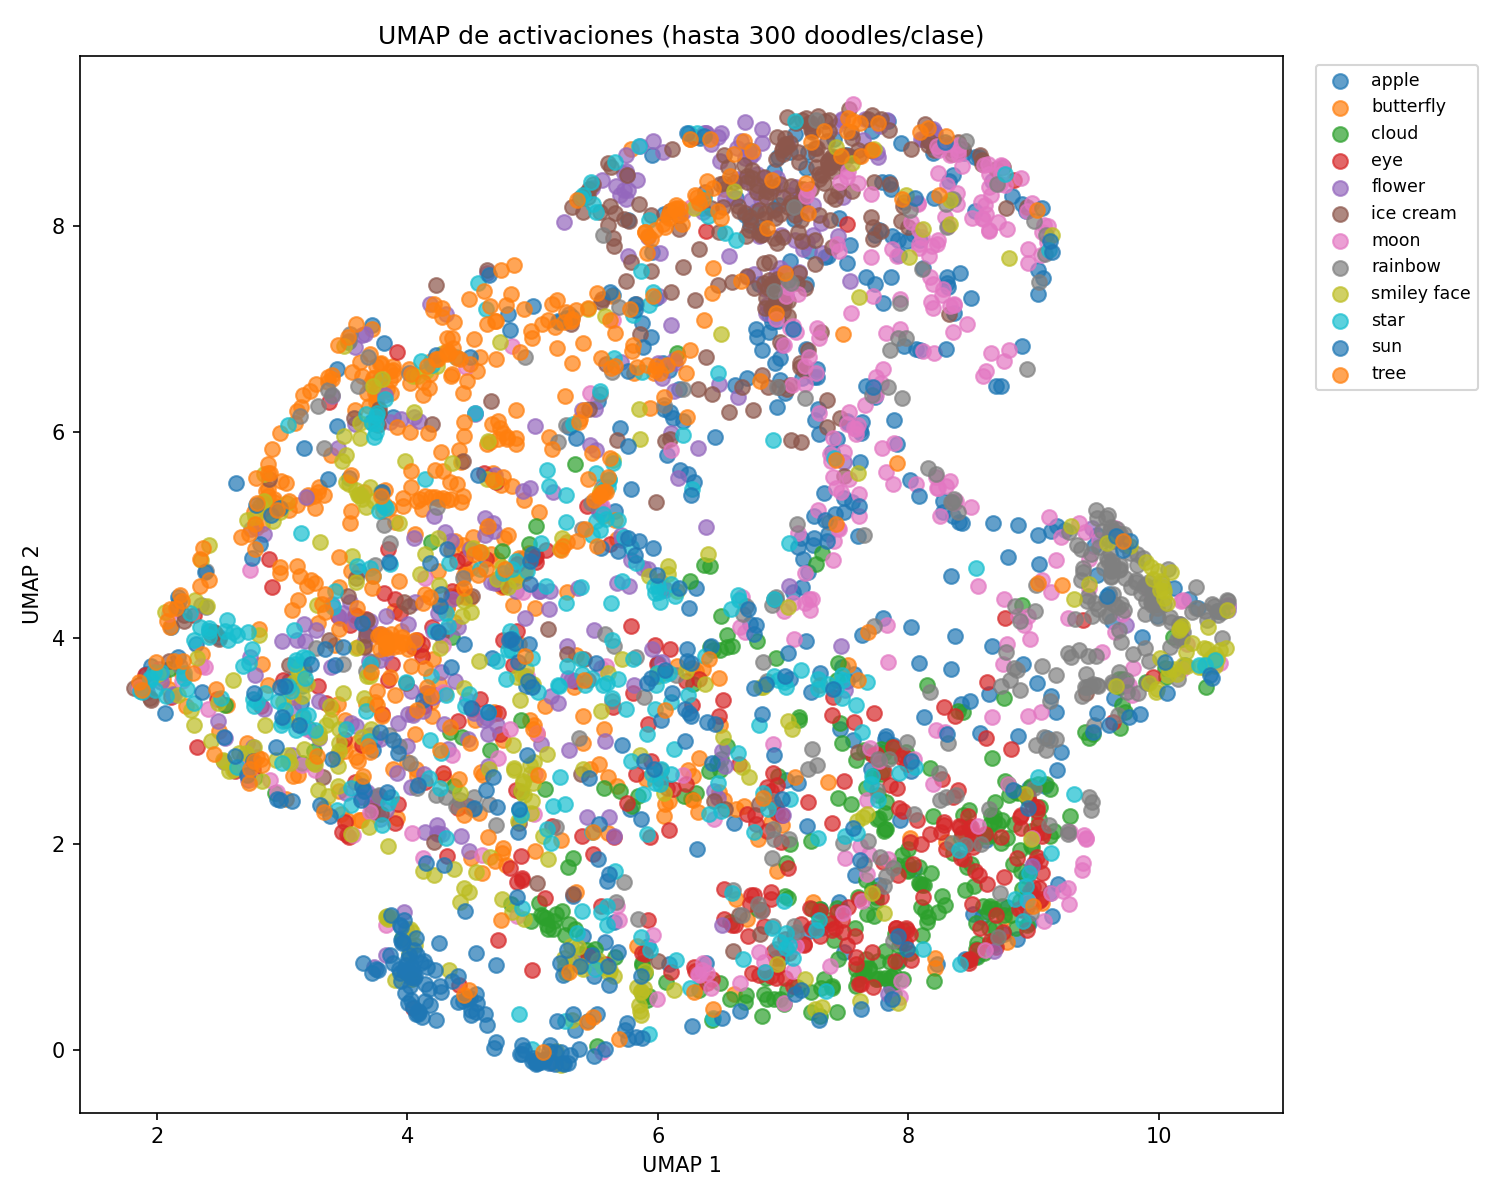 UMAP de activaciones (hasta 300 doodles/clase)
apple
butterfly
cloud
eye
flower
ice cream
moon
rainbow
smiley face
star
sun
tree
8
6
4
2
0
UMAP 2
2
4
6
8
10
UMAP 1